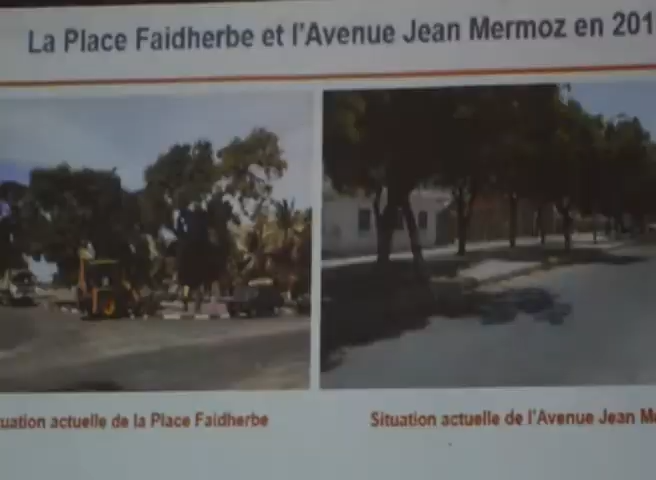 La Place Faidherbe et l'Avenue Jean Mermoz en 201
uation actuelle de la Place Faidherbe
Situation actuelle de l'Avenue Jean M